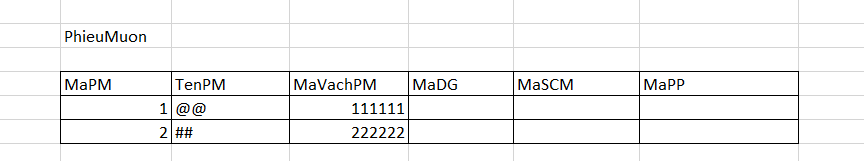 PhieuMuon
MaPM TenPM MaVachPM MaDG MaSCM MaPP
1 @@ 111111
2 ## 222222